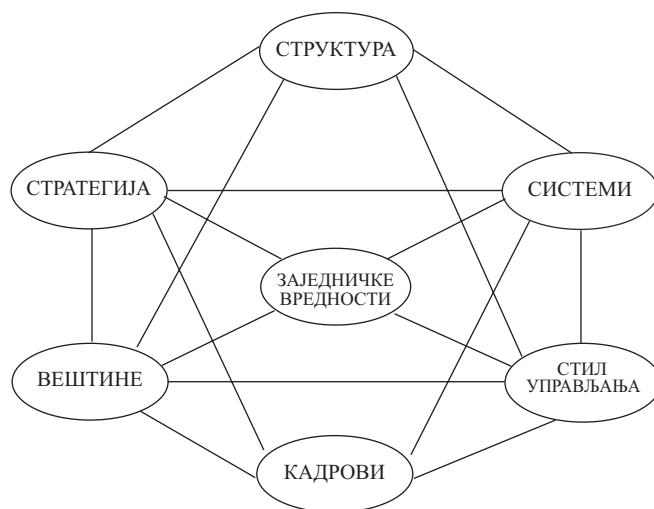 СТРУКТУРА
СТРАТЕГИЈА
СИСТЕМИ
ЗАЈЕДНИЧКЕ
ВРЕДНОСТИ
ВЕШТИНЕ
СТИЛ
УПРАВЉАЊА
КАДРОВИ